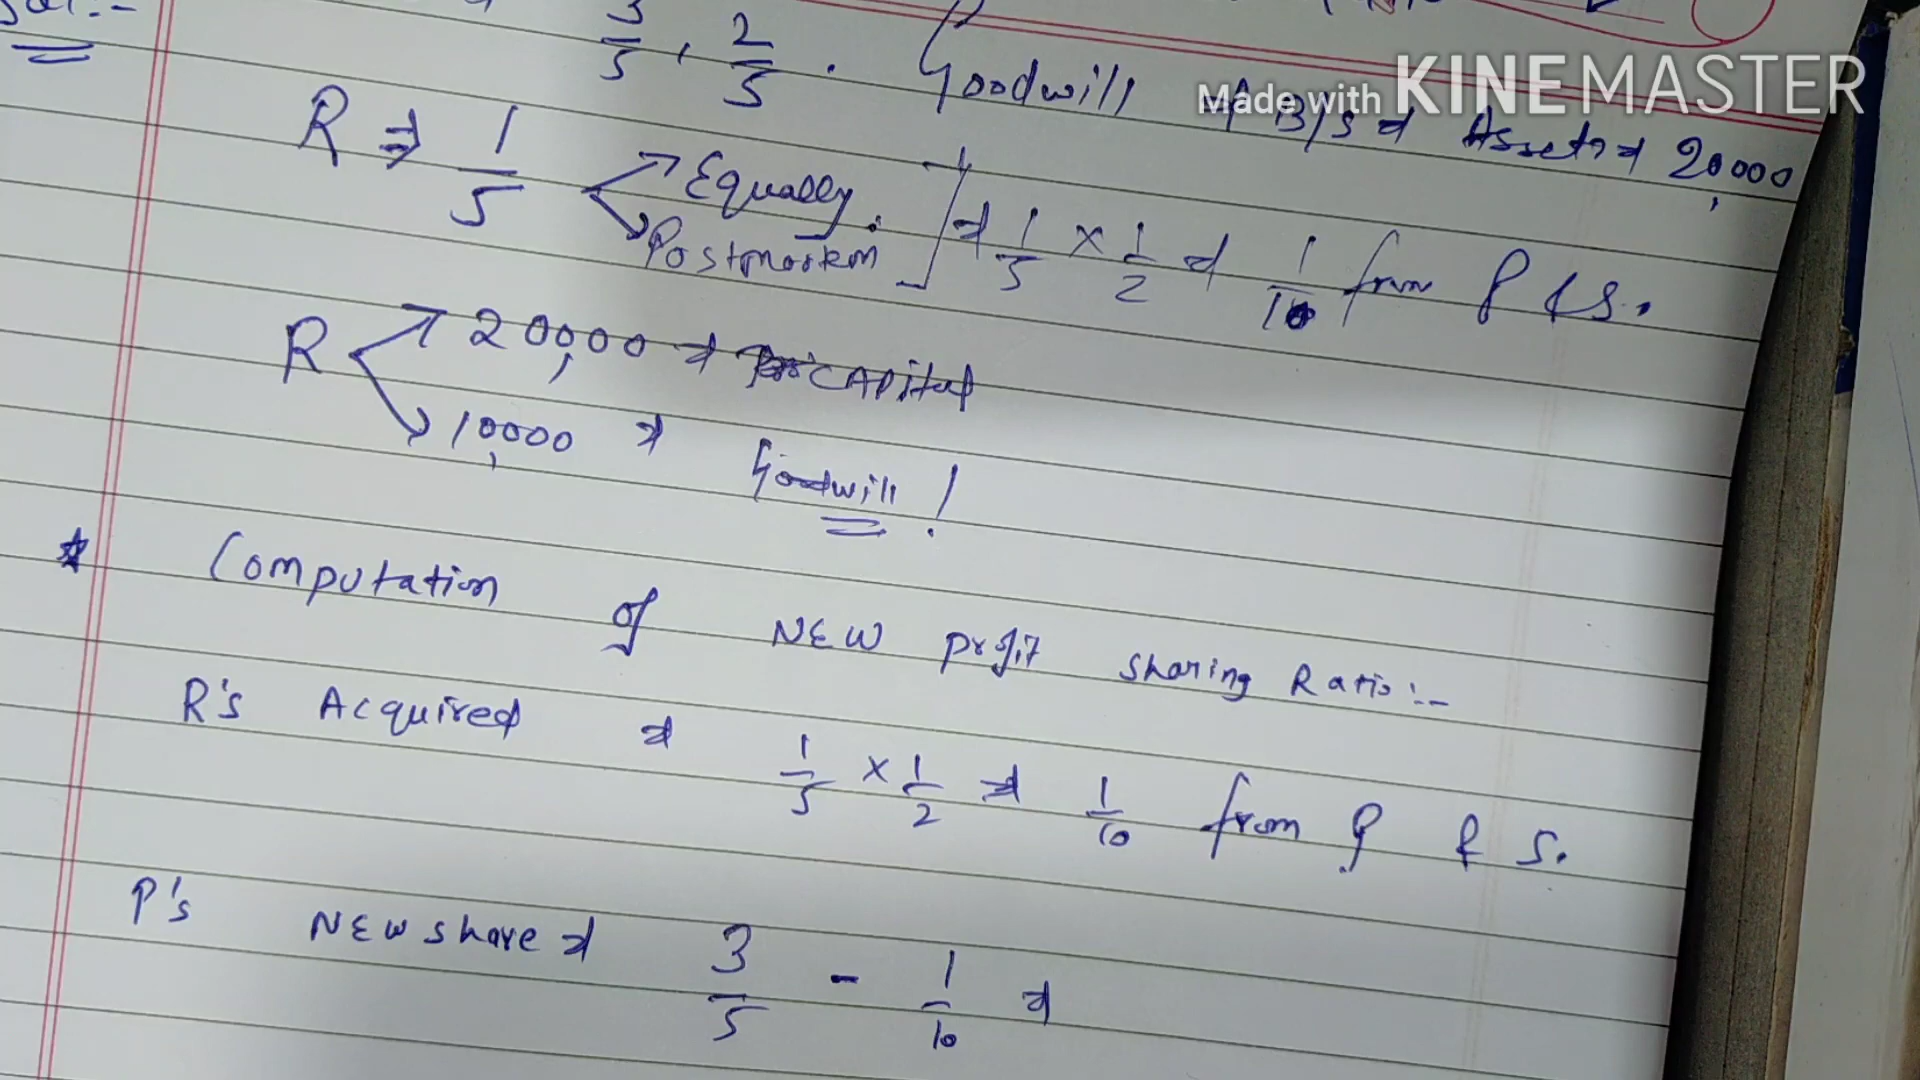 Sol:-
3/5, 2/5. Goodwill B/S ⇒ Assets ⇒ 20,000
Made with KINEMASTER
R ⇒ 1/5 Equally. Postmortem ] ⇒ 1/5 × 1/2 ⇒ 1/10 from P & S.
R 20,000 ⇒ Capital
10,000 ⇒ Goodwill!
* Computation of NEW profit sharing Ratio:-
R's Acquired ⇒ 1/5 × 1/2 ⇒ 1/10 from P & S.
P's NEW share ⇒ 3/5 - 1/10 ⇒